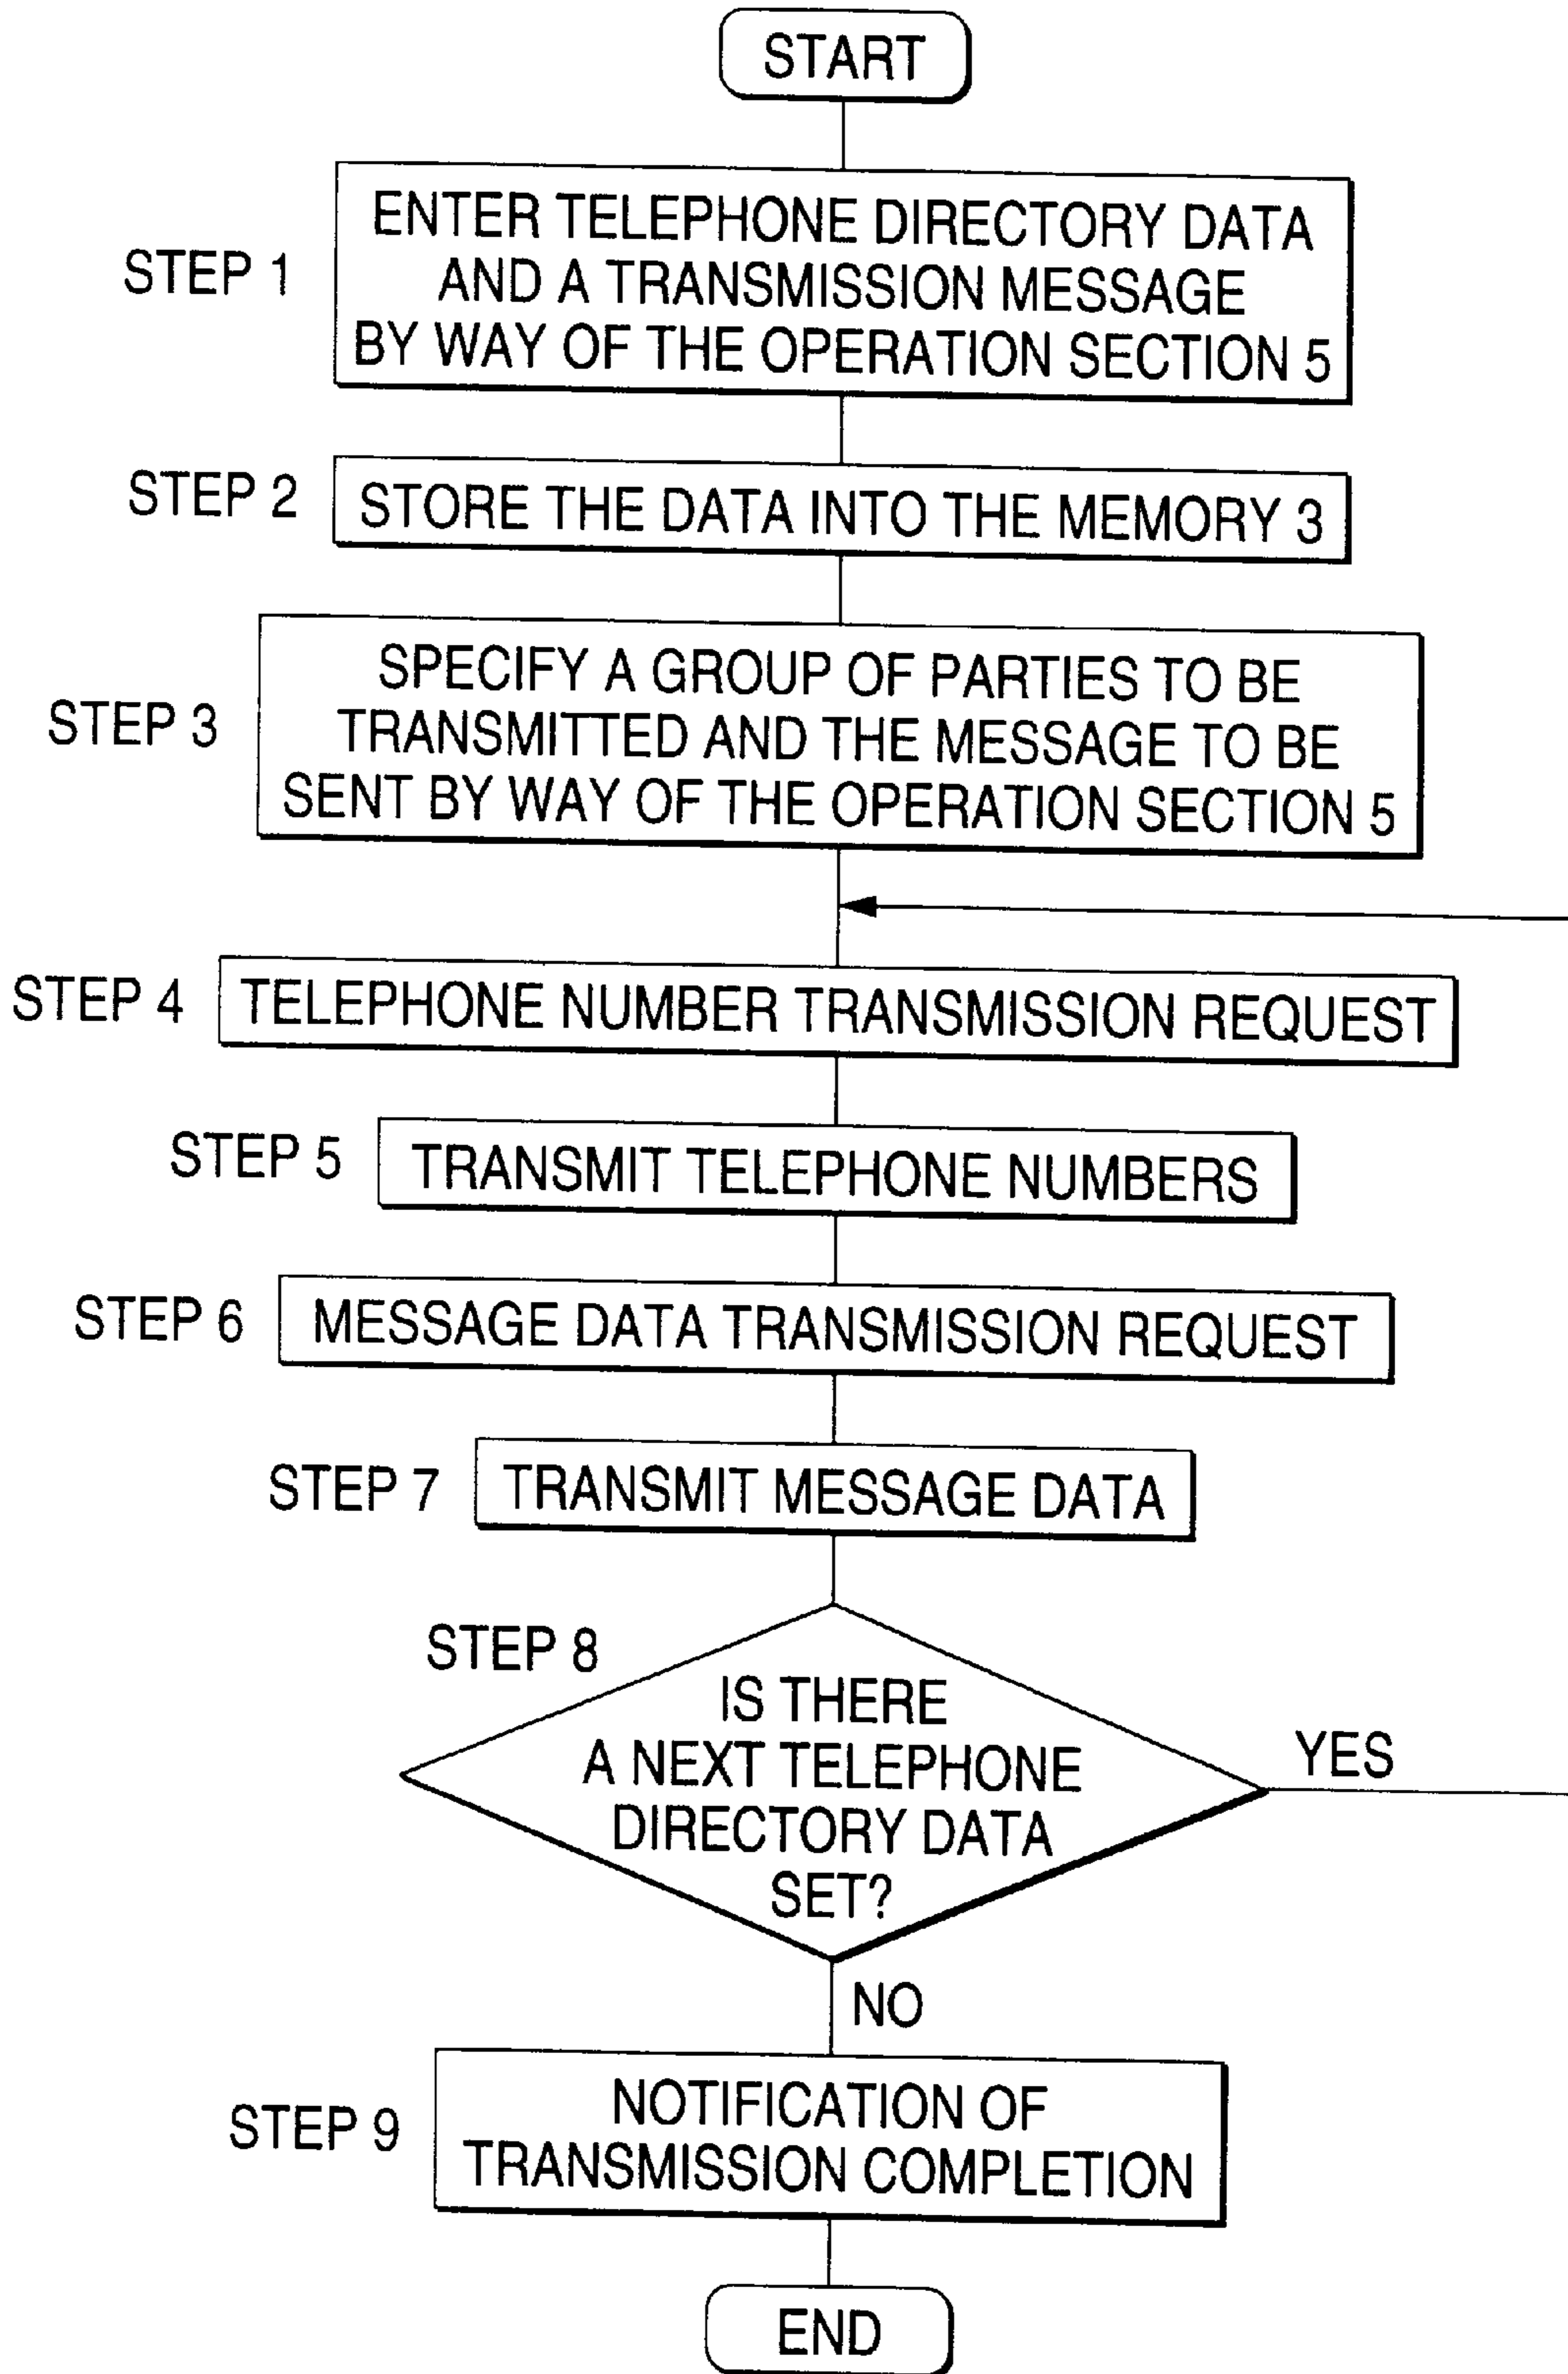 START
STEP 1
ENTER TELEPHONE DIRECTORY DATA
AND A TRANSMISSION MESSAGE
BY WAY OF THE OPERATION SECTION 5
STEP 2
STORE THE DATA INTO THE MEMORY 3
STEP 3
SPECIFY A GROUP OF PARTIES TO BE
TRANSMITTED AND THE MESSAGE TO BE
SENT BY WAY OF THE OPERATION SECTION 5
STEP 4
TELEPHONE NUMBER TRANSMISSION REQUEST
STEP 5
TRANSMIT TELEPHONE NUMBERS
STEP 6
MESSAGE DATA TRANSMISSION REQUEST
STEP 7
TRANSMIT MESSAGE DATA
STEP 8
IS THERE
A NEXT TELEPHONE
DIRECTORY DATA
SET?
YES
NO
STEP 9
NOTIFICATION OF
TRANSMISSION COMPLETION
END